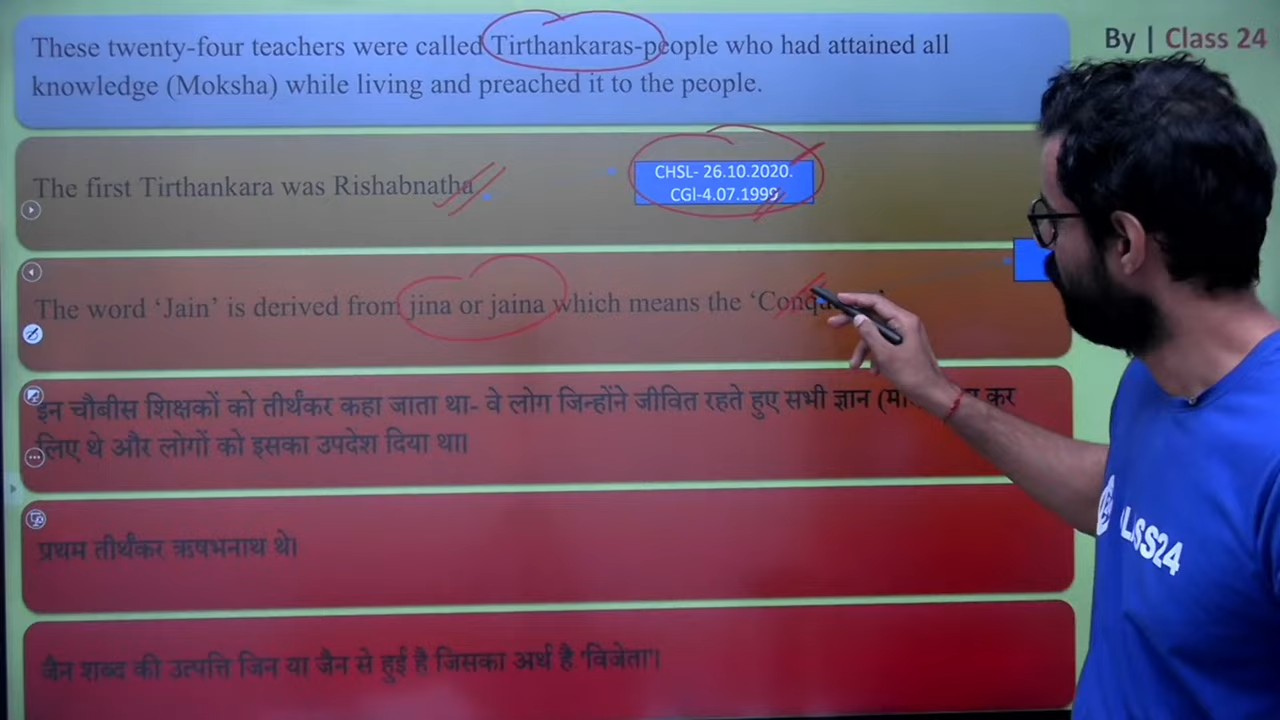 These twenty-four teachers were called Tirthankaras-people who had attained all
knowledge (Moksha) while living and preached it to the people.
By | Class 24
The first Tirthankara was Rishabnatha
CHSL- 26.10.2020.
CGl-4.07.1999
The word ‘Jain’ is derived from jina or jaina which means the
इन चौबीस शिक्षकों को तीर्थंकर कहा जाता था- वे लोग जिन्होंने जीवित रहते हुए सभी ज्ञान कर
लिए थे और लोगों को इसका उपदेश दिया था।
प्रथम तीर्थंकर ऋषभनाथ थे।
जैन शब्द की उत्पत्ति जिन या जैन से हुई है जिसका अर्थ है 'विजेता'।